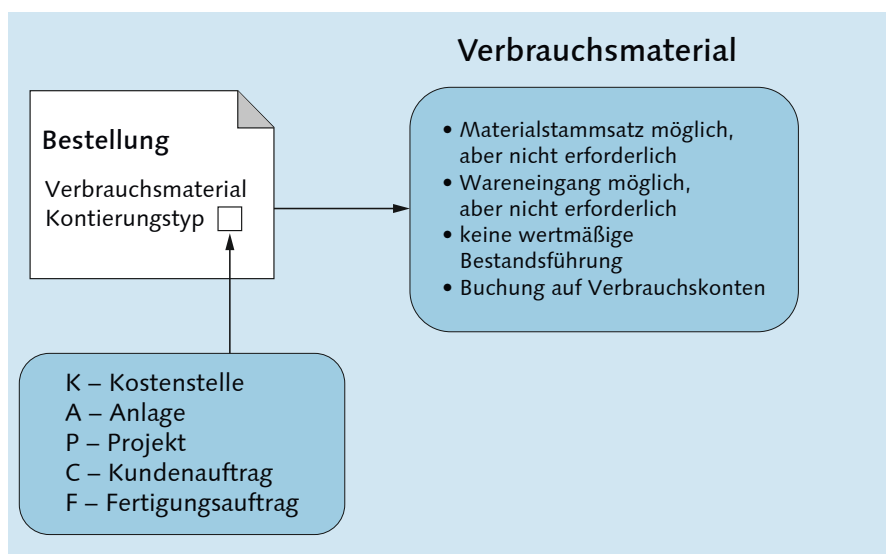 Verbrauchsmaterial
Bestellung
Verbrauchsmaterial
Kontierungstyp
• Materialstammsatz möglich,
aber nicht erforderlich
• Wareneingang möglich,
aber nicht erforderlich
• keine wertmäßige
Bestandsführung
• Buchung auf Verbrauchskonten
K – Kostenstelle
A – Anlage
P – Projekt
C – Kundenauftrag
F – Fertigungsauftrag